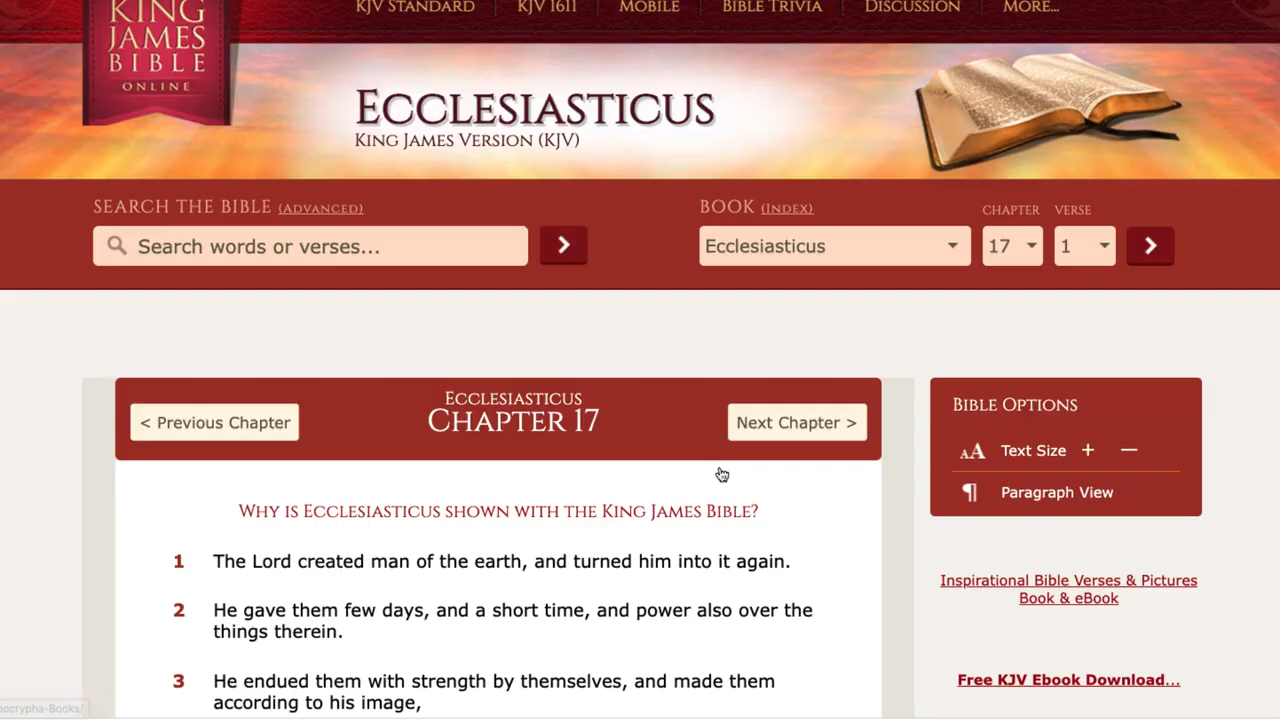 KING
JAMES
BIBLE
ONLINE
KJV STANDARD
KJV 1611
MOBILE
BIBLE TRIVIA
DISCUSSION
MORE...
ECCLESIASTICUS
KING JAMES VERSION (KJV)
SEARCH THE BIBLE (ADVANCED)
Search words or verses...
BOOK (INDEX)
CHAPTER
VERSE
Ecclesiasticus
17
1
< Previous Chapter
ECCLESIASTICUS
CHAPTER 17
Next Chapter >
WHY IS ECCLESIASTICUS SHOWN WITH THE KING JAMES BIBLE?
1 The Lord created man of the earth, and turned him into it again.
2 He gave them few days, and a short time, and power also over the
things therein.
3 He endued them with strength by themselves, and made them
according to his image,
BIBLE OPTIONS
AA Text Size + —
¶ Paragraph View
Inspirational Bible Verses & Pictures
Book & eBook
Free KJV Ebook Download...
pocrypha-Books/